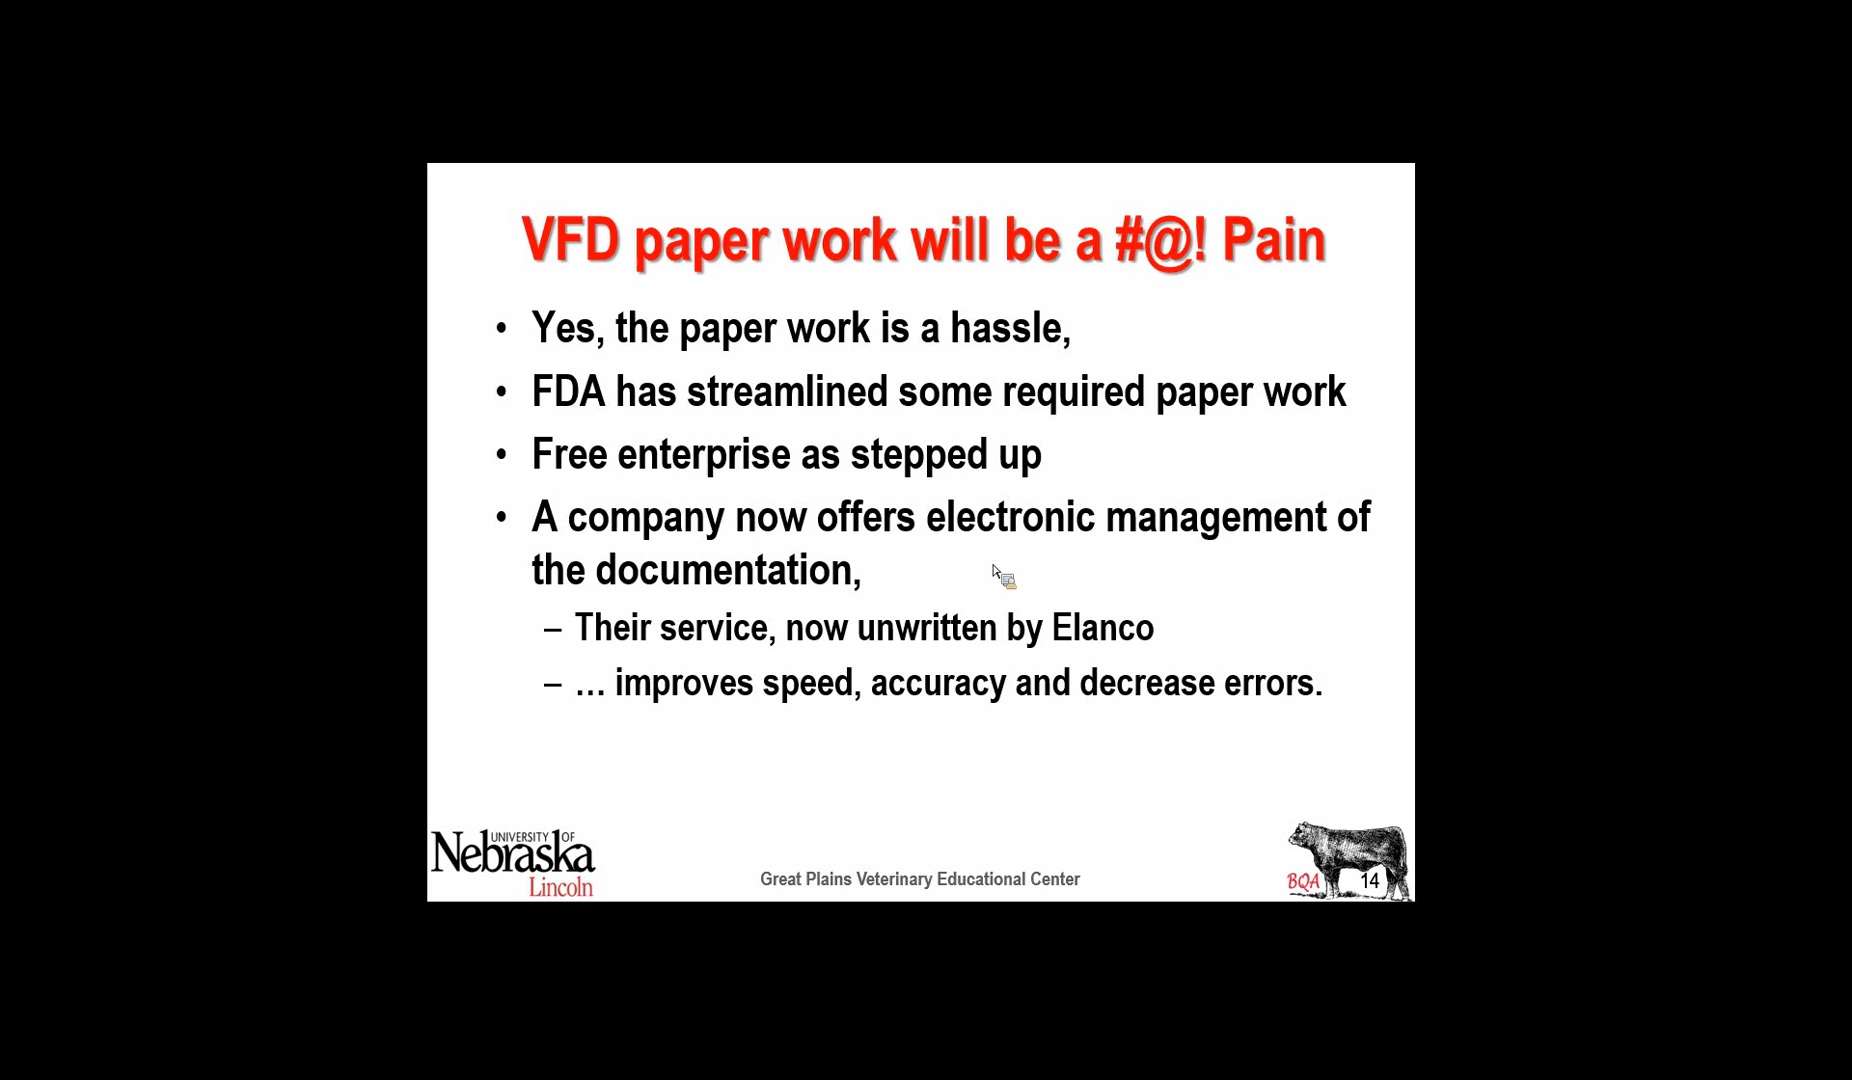 VFD paper work will be a #@! Pain
• Yes, the paper work is a hassle,
• FDA has streamlined some required paper work
• Free enterprise as stepped up
• A company now offers electronic management of
the documentation,
– Their service, now unwritten by Elanco
– … improves speed, accuracy and decrease errors.
UNIVERSITY OF
Nebraska
Lincoln
Great Plains Veterinary Educational Center
BQA
14